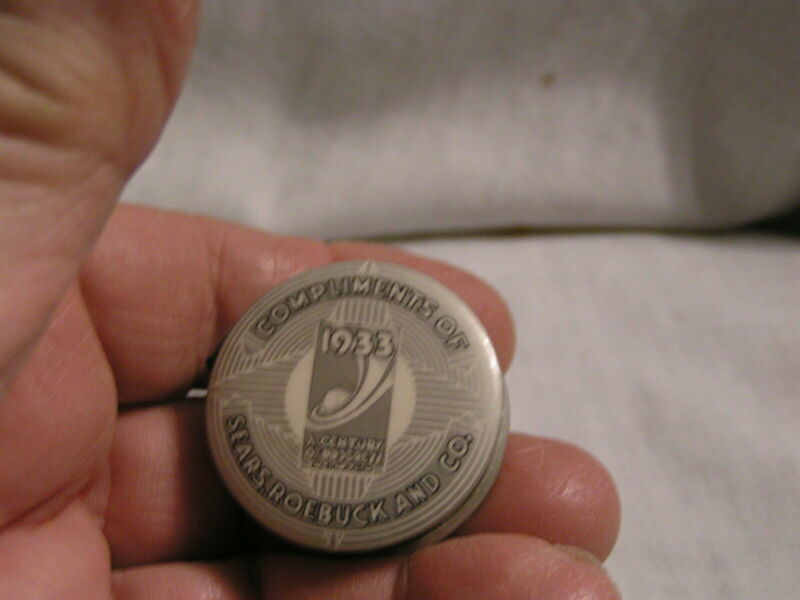 COMPLIMENTS OF
1933
A CENTURY
OF PROGRESS
SEARS, ROEBUCK AND CO.